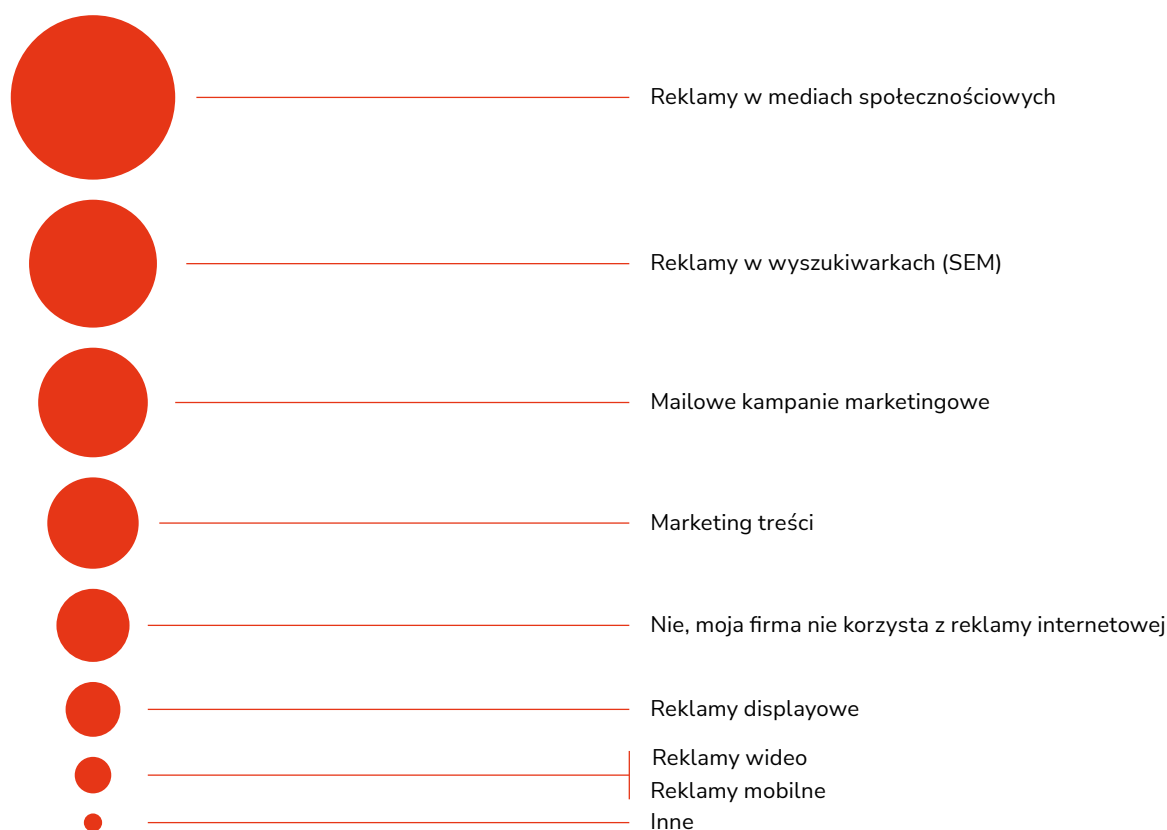 Reklamy w mediach społecznościowych
Reklamy w wyszukiwarkach (SEM)
Mailowe kampanie marketingowe
Marketing treści
Nie, moja firma nie korzysta z reklamy internetowej
Reklamy displayowe
Reklamy wideo
Reklamy mobilne
Inne